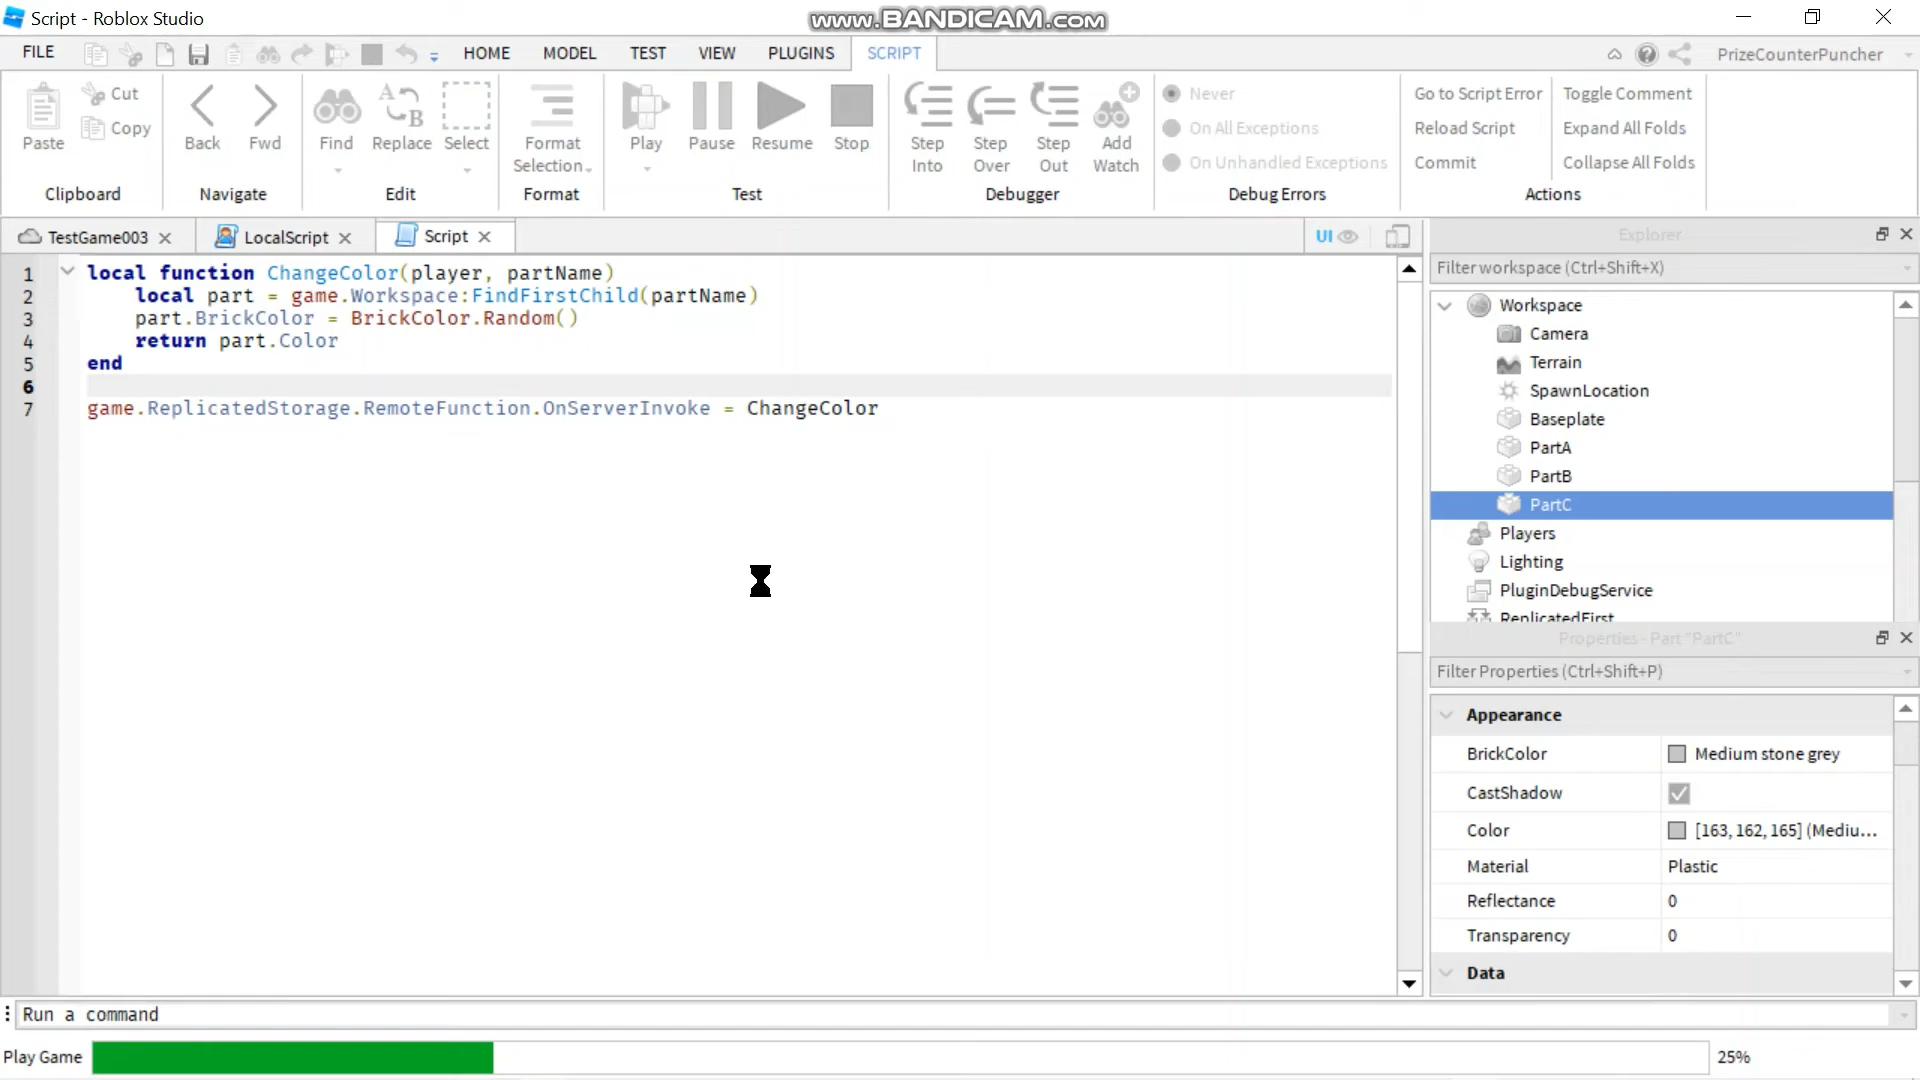 Script - Roblox Studio
www.BANDICAM.com
FILE
HOME
MODEL
TEST
VIEW
PLUGINS
SCRIPT
PrizeCounterPuncher
Paste
Cut
Copy
Clipboard
Back
Fwd
Navigate
Find
Replace
Select
Edit
Format
Selection
Format
Play
Pause
Resume
Stop
Test
Step
Into
Step
Over
Step
Out
Add
Watch
Debugger
Never
On All Exceptions
On Unhandled Exceptions
Debug Errors
Go to Script Error
Reload Script
Commit
Toggle Comment
Expand All Folds
Collapse All Folds
Actions
TestGame003
LocalScript
Script
UI
1 local function ChangeColor(player, partName)
2 local part = game.Workspace:FindFirstChild(partName)
3 part.BrickColor = BrickColor.Random()
4 return part.Color
5 end
6
7 game.ReplicatedStorage.RemoteFunction.OnServerInvoke = ChangeColor
Explorer
Filter workspace (Ctrl+Shift+X)
Workspace
Camera
Terrain
SpawnLocation
Baseplate
PartA
PartB
PartC
Players
Lighting
PluginDebugService
ReplicatedFirst
Properties - Part "PartC"
Filter Properties (Ctrl+Shift+P)
Appearance
BrickColor Medium stone grey
CastShadow
Color [163, 162, 165] (Mediu...
Material Plastic
Reflectance 0
Transparency 0
Data
Run a command
Play Game 25%